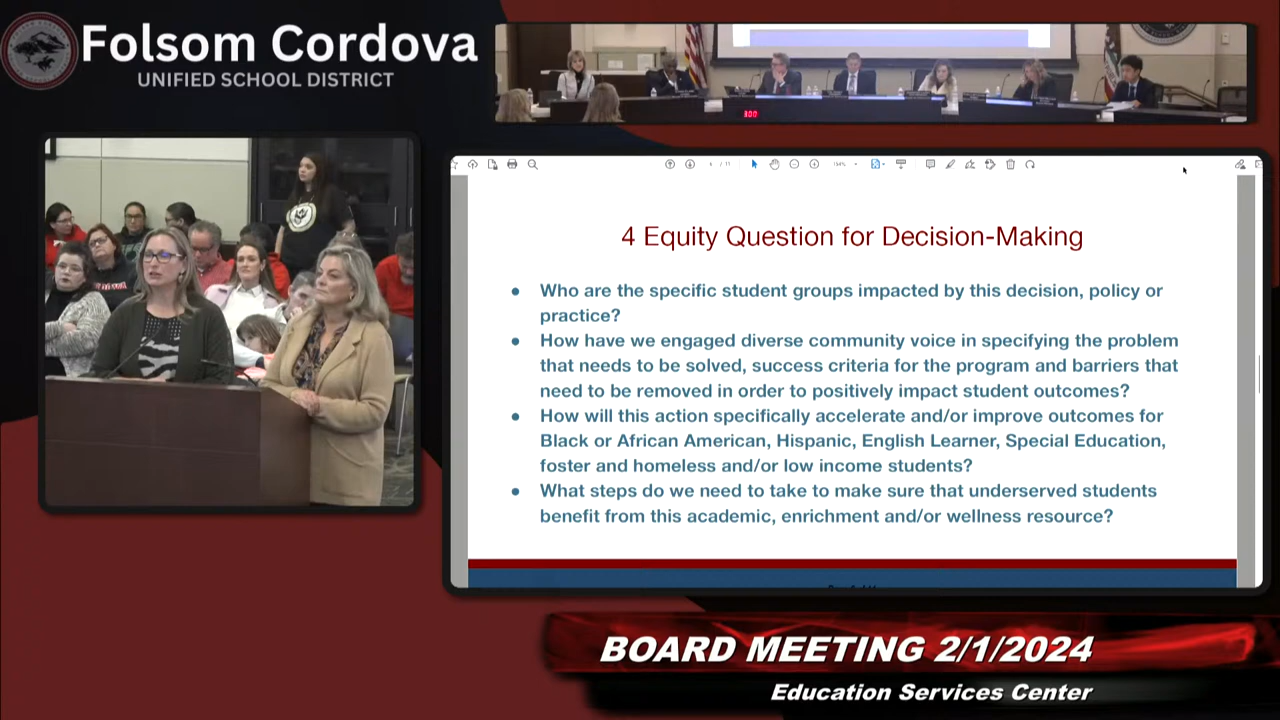 Folsom Cordova
UNIFIED SCHOOL DISTRICT
4 Equity Question for Decision-Making
● Who are the specific student groups impacted by this decision, policy or
practice?
● How have we engaged diverse community voice in specifying the problem
that needs to be solved, success criteria for the program and barriers that
need to be removed in order to positively impact student outcomes?
● How will this action specifically accelerate and/or improve outcomes for
Black or African American, Hispanic, English Learner, Special Education,
foster and homeless and/or low income students?
● What steps do we need to take to make sure that underserved students
benefit from this academic, enrichment and/or wellness resource?
BOARD MEETING 2/1/2024
Education Services Center